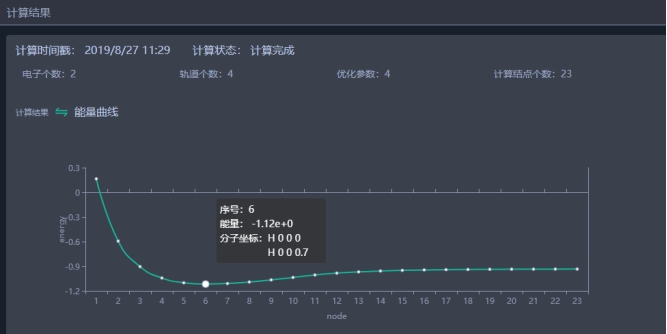 计算结果
计算时间戳： 2019/8/27 11:29 计算状态： 计算完成
电子个数：2 轨道个数：4 优化参数：4 计算结点个数：23
计算结果 ⇋ 能量曲线
0.3
0
-0.3
-0.6
-0.9
-1.2
energy
序号：6
能量： -1.12e+0
分子坐标：H 0 0 0
H 0 0 0.7
1 2 3 4 5 6 7 8 9 10 11 12 13 14 15 16 17 18 19 20 21 22 23
node